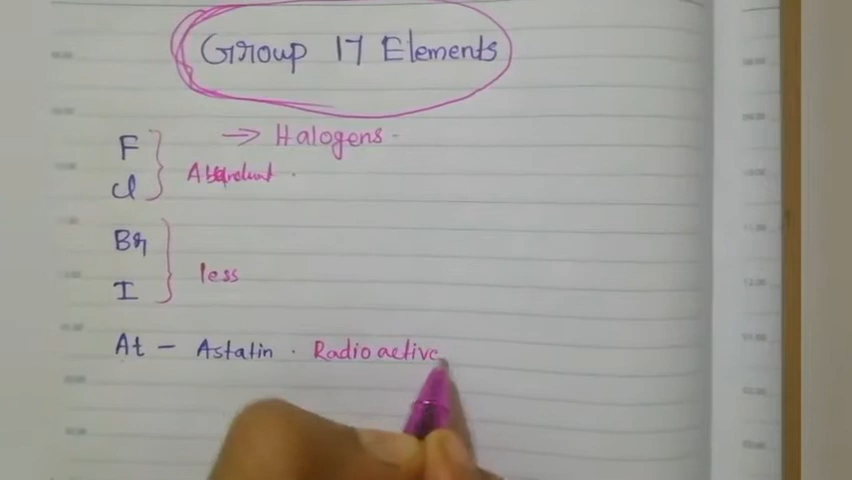 Group 17 Elements
→ Halogens -
F
Cl
Br
I
less
At - Astatin . Radioactive